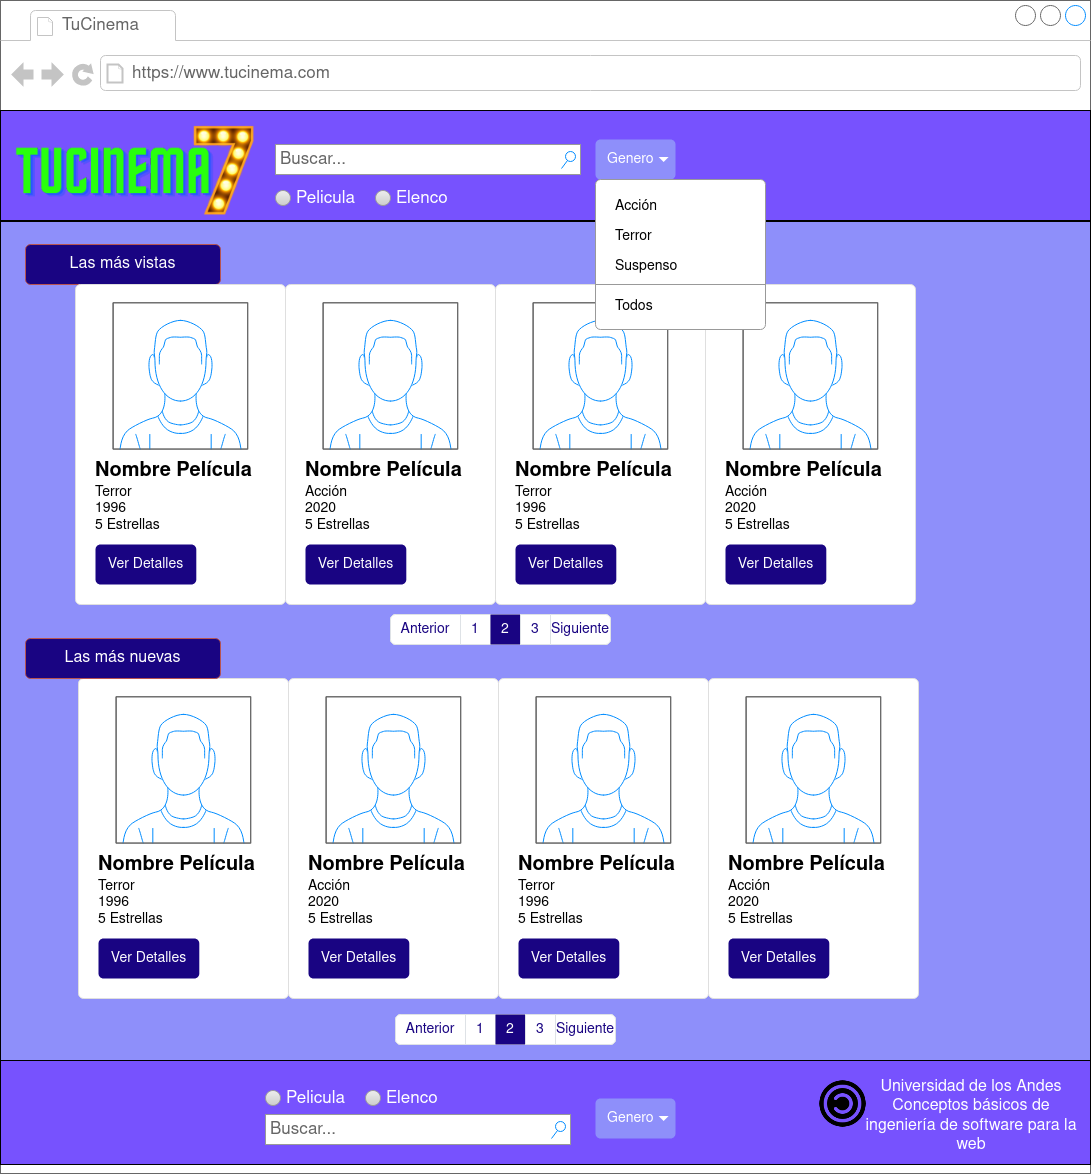 TuCinema
https://www.tucinema.com
TUCINEMA7
Buscar...
Genero
Pelicula
Elenco
Acción
Terror
Suspenso
Todos
Las más vistas
Nombre Película
Terror
1996
5 Estrellas
Ver Detalles
Nombre Película
Acción
2020
5 Estrellas
Ver Detalles
Nombre Película
Terror
1996
5 Estrellas
Ver Detalles
Nombre Película
Acción
2020
5 Estrellas
Ver Detalles
Anterior 1 2 3 Siguiente
Las más nuevas
Nombre Película
Terror
1996
5 Estrellas
Ver Detalles
Nombre Película
Acción
2020
5 Estrellas
Ver Detalles
Nombre Película
Terror
1996
5 Estrellas
Ver Detalles
Nombre Película
Acción
2020
5 Estrellas
Ver Detalles
Anterior 1 2 3 Siguiente
Pelicula
Elenco
Buscar...
Genero
Universidad de los Andes
Conceptos básicos de
ingeniería de software para la
web